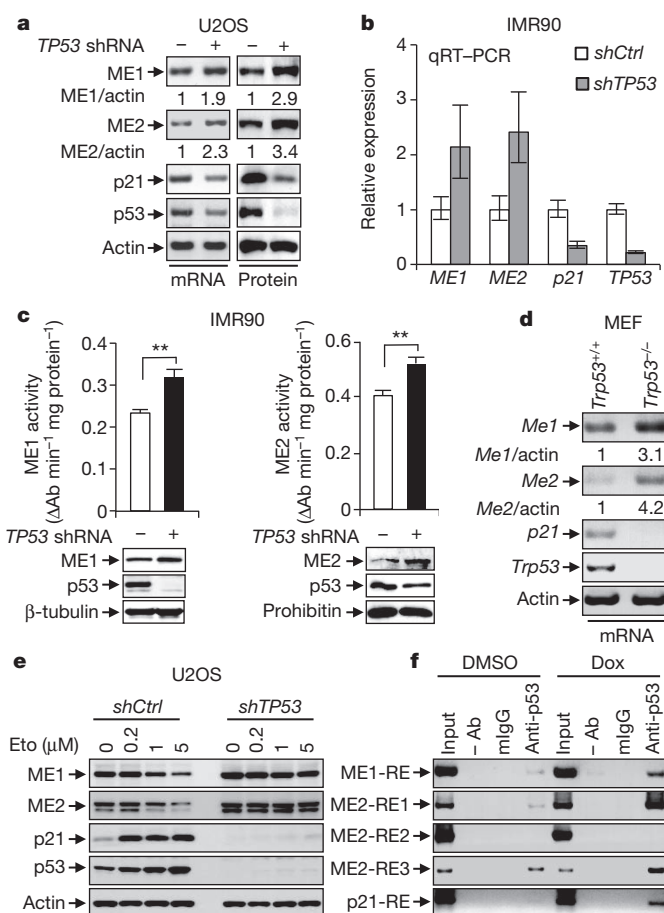 a
U2OS
TP53 shRNA – + – +
ME1
ME1/actin 1 1.9 1 2.9
ME2
ME2/actin 1 2.3 1 3.4
p21
p53
Actin
mRNA Protein
b
IMR90
qRT–PCR
shCtrl
shTP53
Relative expression
4
3
2
1
0
ME1 ME2 p21 TP53
c
IMR90
ME1 activity
(ΔAb min⁻¹ mg protein⁻¹)
0.4
0.3
0.2
0.1
0
**
TP53 shRNA – +
ME1
p53
β-tubulin
ME2 activity
(ΔAb min⁻¹ mg protein⁻¹)
0.6
0.4
0.2
0
**
TP53 shRNA – +
ME2
p53
Prohibitin
d
MEF
Trp53⁺/⁺ Trp53⁻/⁻
Me1
Me1/actin 1 3.1
Me2
Me2/actin 1 4.2
p21
Trp53
Actin
mRNA
e
U2OS
shCtrl shTP53
Eto (μM) 0 0.2 1 5 0 0.2 1 5
ME1
ME2
p21
p53
Actin
f
DMSO Dox
Input – Ab mIgG Anti-p53 Input – Ab mIgG Anti-p53
ME1-RE
ME2-RE1
ME2-RE2
ME2-RE3
p21-RE